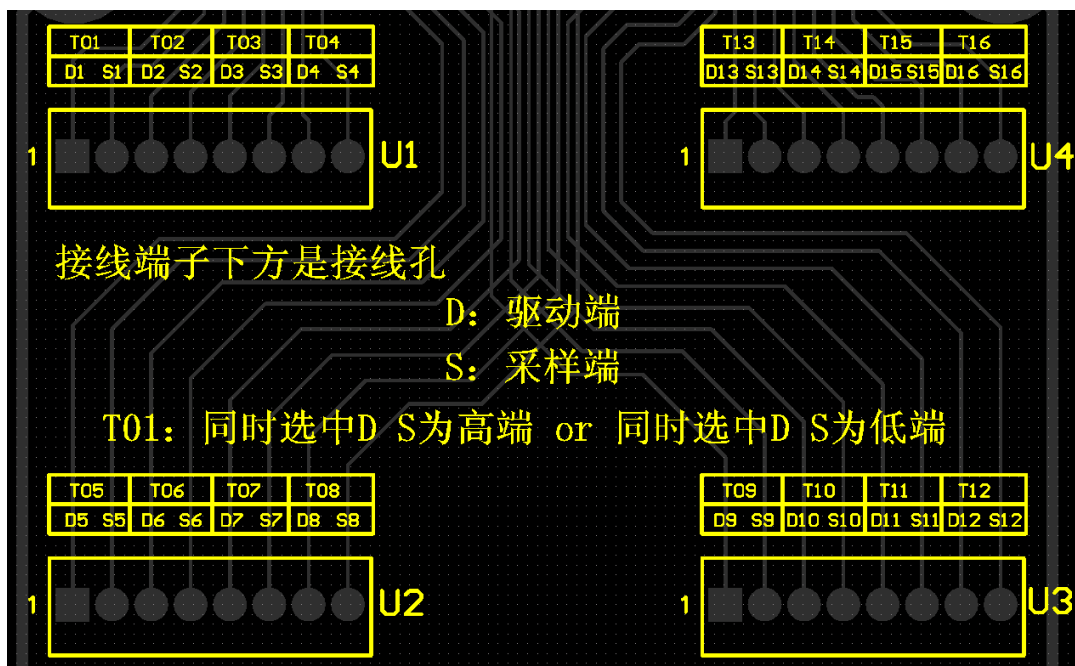 T01 T02 T03 T04
D1 S1 D2 S2 D3 S3 D4 S4
1 U1
T13 T14 T15 T16
D13 S13 D14 S14 D15 S15 D16 S16
1 U4
接线端子下方是接线孔
D：驱动端
S：采样端
T01：同时选中D S为高端 or 同时选中D S为低端
T05 T06 T07 T08
D5 S5 D6 S6 D7 S7 D8 S8
1 U2
T09 T10 T11 T12
D9 S9 D10 S10 D11 S11 D12 S12
1 U3